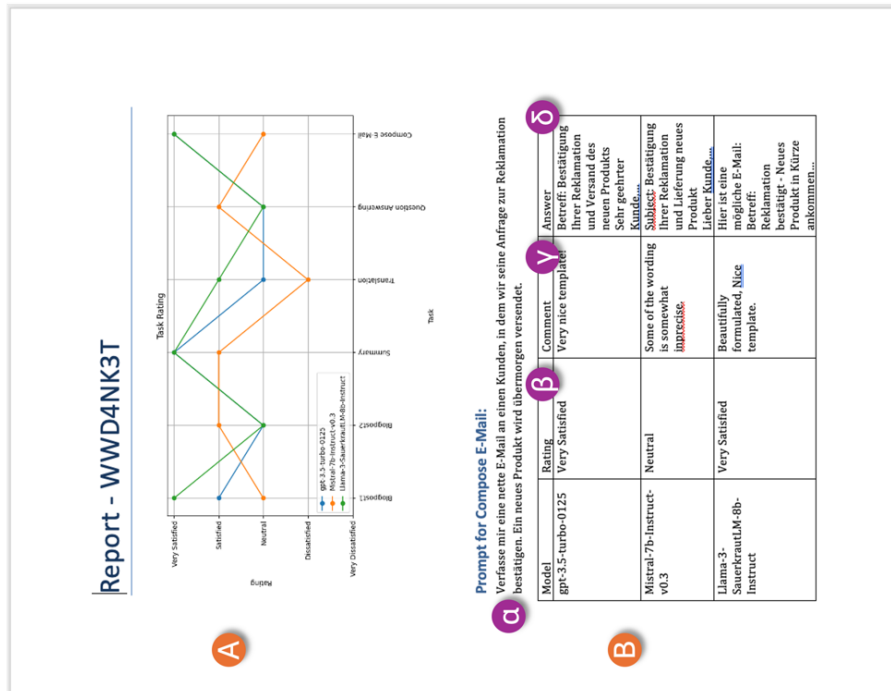 Report - WWD4NK3T
A
Task Rating
Very Satisfied
Satisfied
Neutral
Dissatisfied
Very Dissatisfied
Rating
gpt-3.5-turbo-0125
Mistral-7b-Instruct-v0.3
Llama-3-SauerkrautLM-8b-Instruct
Blogpost1
Blogpost2
Summary
Translation
Question Answering
Compose E Mail
Task
Prompt for Compose E-Mail:
α
Verfasse mir eine nette E-Mail an einen Kunden, in dem wir seine Anfrage zur Reklamation
bestätigen. Ein neues Produkt wird übermorgen versendet.
B
β
γ
δ
Model
Rating
Comment
Answer
gpt-3.5-turbo-0125
Very Satisfied
Very nice template!
Betreff: Bestätigung
Ihrer Reklamation
und Versand des
neuen Produkts
Sehr geehrter
Kunde,...
Mistral-7b-Instruct-
v0.3
Neutral
Some of the wording
is somewhat
inprecise.
Subject: Bestätigung
Ihrer Reklamation
und Lieferung neues
Produkt
Lieber Kunde,...
Llama-3-
SauerkrautLM-8b-
Instruct
Very Satisfied
Beautifully
formulated, Nice
template.
Hier ist eine
mögliche E-Mail:
Betreff:
Reklamation
bestätigt - Neues
Produkt in Kürze
ankommen...